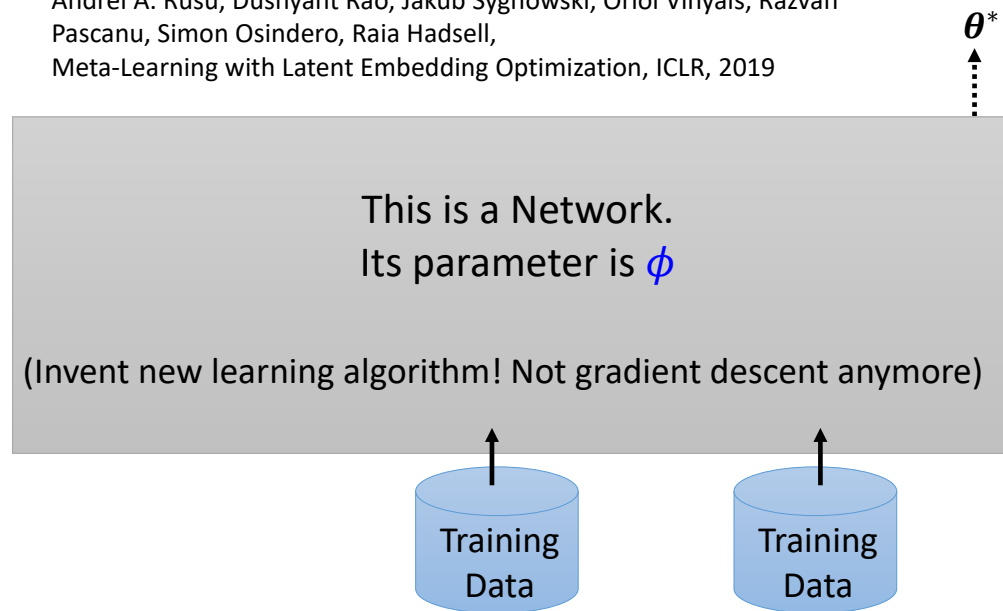 Andrei A. Rusu, Dushyant Rao, Jakub Sygnowski, Oriol Vinyals, Razvan
Pascanu, Simon Osindero, Raia Hadsell,
Meta-Learning with Latent Embedding Optimization, ICLR, 2019
θ*
This is a Network.
Its parameter is ϕ
(Invent new learning algorithm! Not gradient descent anymore)
Training
Data
Training
Data